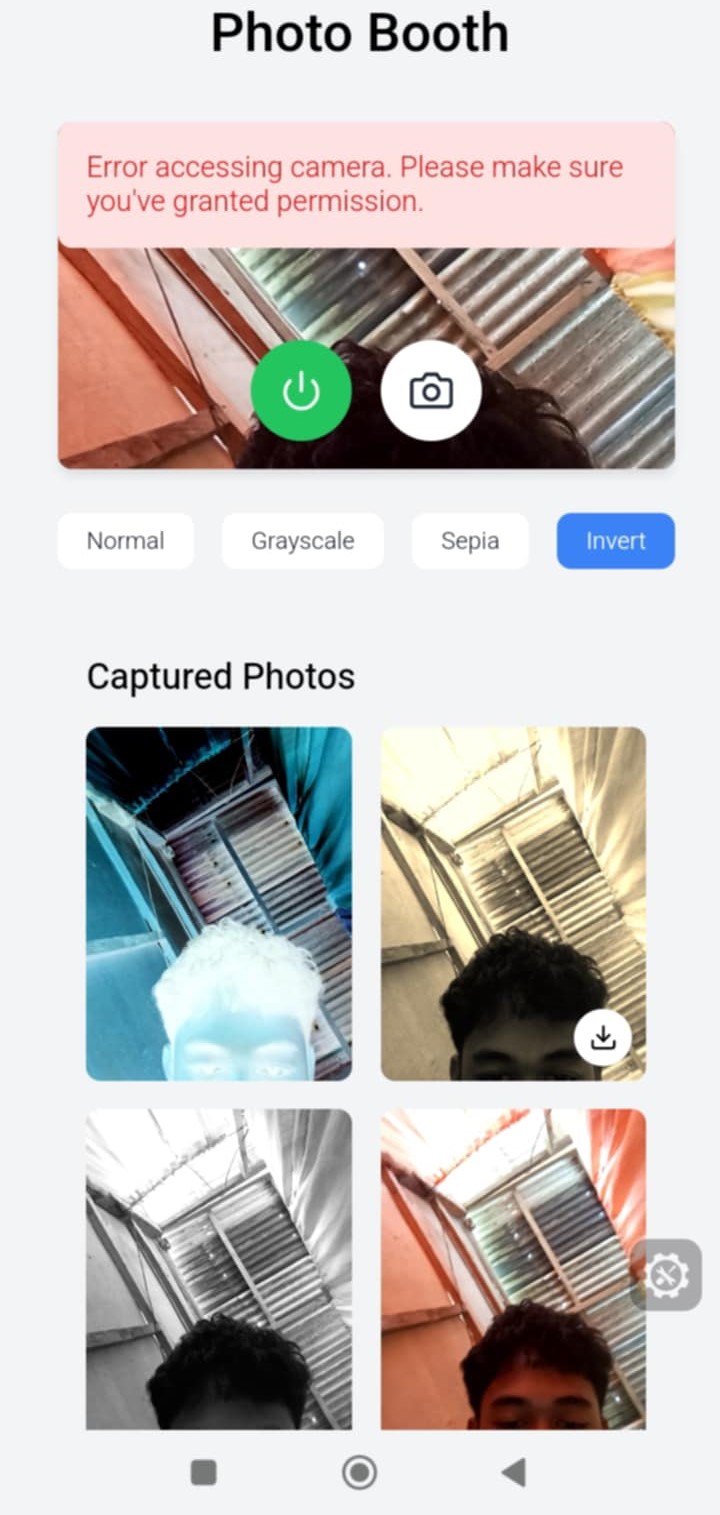 Photo Booth
Error accessing camera. Please make sure
you've granted permission.
Normal
Grayscale
Sepia
Invert
Captured Photos